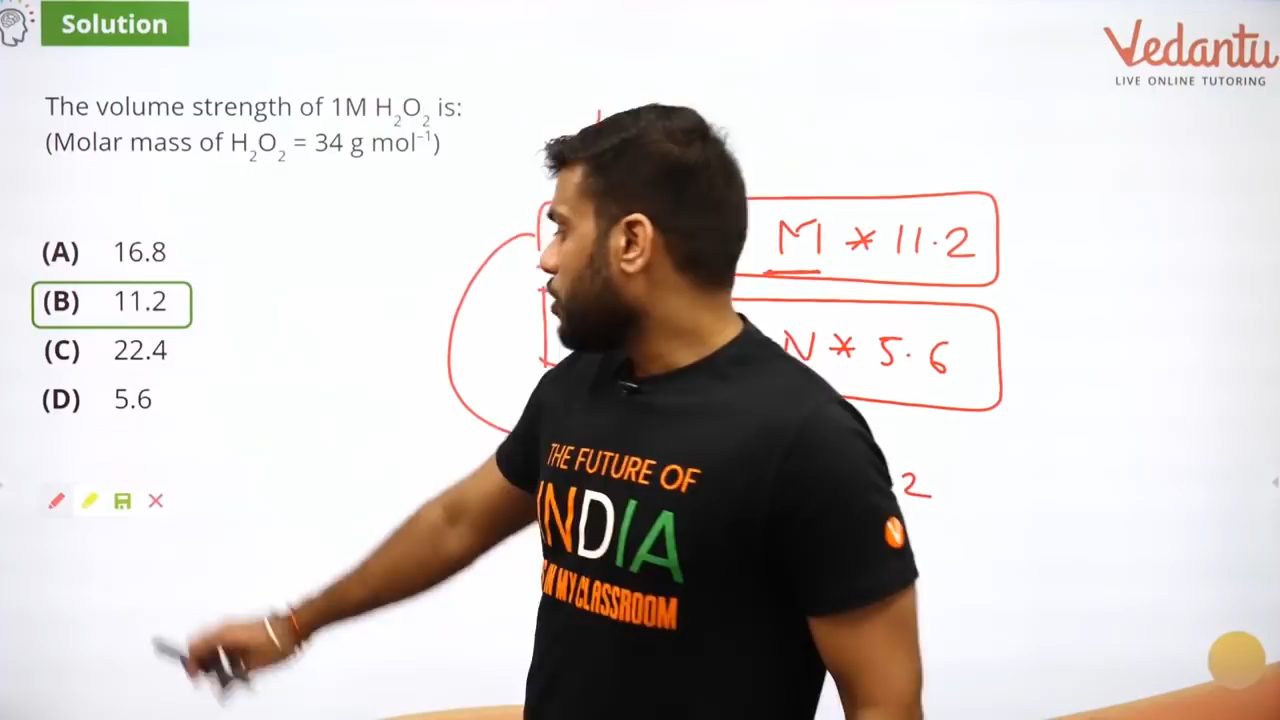 Solution
Vedantu
LIVE ONLINE TUTORING
The volume strength of 1M H₂O₂ is:
(Molar mass of H₂O₂ = 34 g mol⁻¹)
(A) 16.8
(B) 11.2
(C) 22.4
(D) 5.6
M * 11.2
N * 5.6
2
THE FUTURE OF
INDIA
IN MY CLASSROOM
V